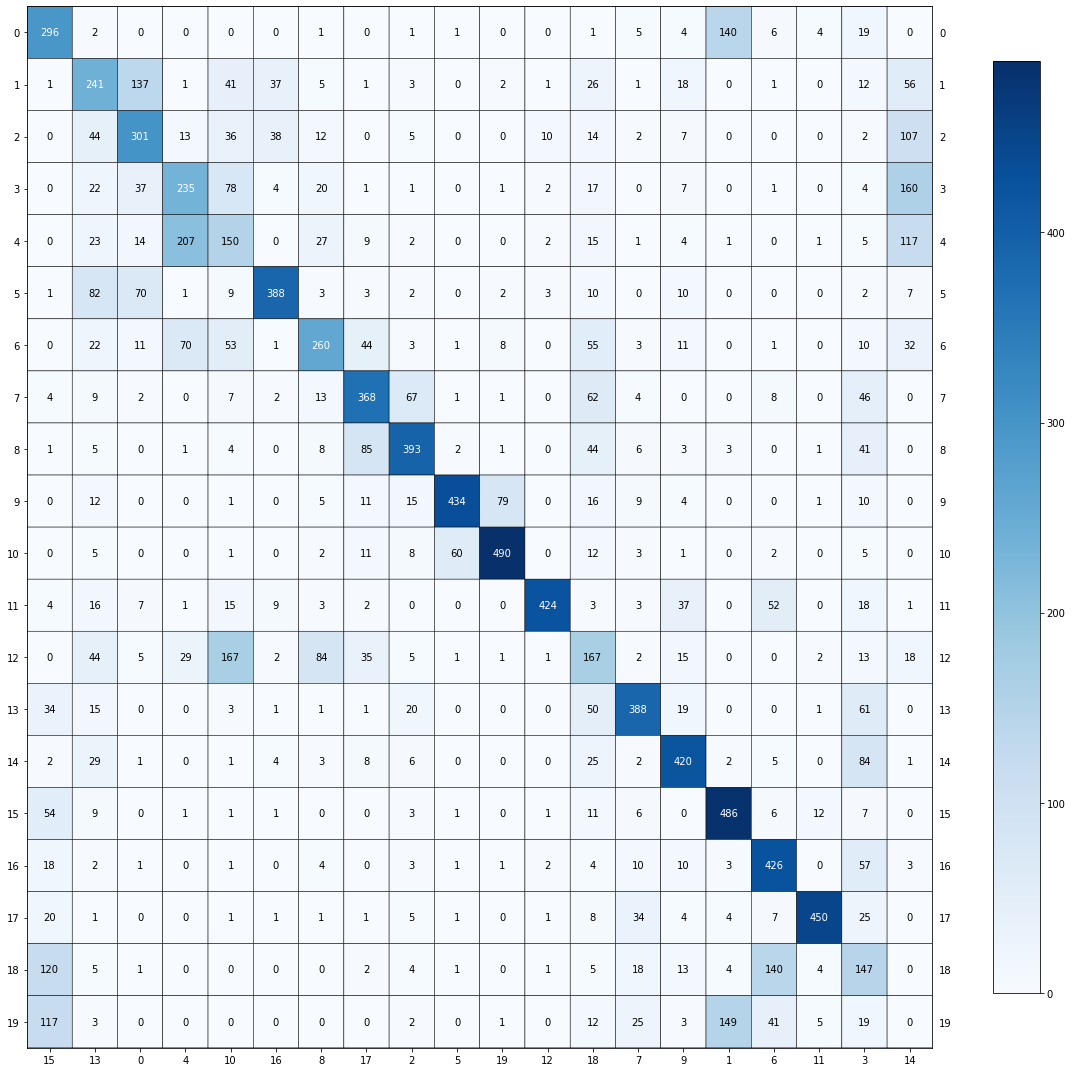 0 296 2 0 0 0 0 1 0 1 1 0 0 1 5 4 140 6 4 19 0 0
1 1 241 137 1 41 37 5 1 3 0 2 1 26 1 18 0 1 0 12 56 1
2 0 44 301 13 36 38 12 0 5 0 0 10 14 2 7 0 0 0 2 107 2
3 0 22 37 235 78 4 20 1 1 0 1 2 17 0 7 0 1 0 4 160 3
4 0 23 14 207 150 0 27 9 2 0 0 2 15 1 4 1 0 1 5 117 4
5 1 82 70 1 9 388 3 3 2 0 2 3 10 0 10 0 0 0 2 7 5
6 0 22 11 70 53 1 260 44 3 1 8 0 55 3 11 0 1 0 10 32 6
7 4 9 2 0 7 2 13 368 67 1 1 0 62 4 0 0 8 0 46 0 7
8 1 5 0 1 4 0 8 85 393 2 1 0 44 6 3 3 0 1 41 0 8
9 0 12 0 0 1 0 5 11 15 434 79 0 16 9 4 0 0 1 10 0 9
10 0 5 0 0 1 0 2 11 8 60 490 0 12 3 1 0 2 0 5 0 10
11 4 16 7 1 15 9 3 2 0 0 0 424 3 3 37 0 52 0 18 1 11
12 0 44 5 29 167 2 84 35 5 1 1 1 167 2 15 0 0 2 13 18 12
13 34 15 0 0 3 1 1 1 20 0 0 0 50 388 19 0 0 1 61 0 13
14 2 29 1 0 1 4 3 8 6 0 0 0 25 2 420 2 5 0 84 1 14
15 54 9 0 1 1 1 0 0 3 1 0 1 11 6 0 486 6 12 7 0 15
16 18 2 1 0 1 0 4 0 3 1 1 2 4 10 10 3 426 0 57 3 16
17 20 1 0 0 1 1 1 1 5 1 0 1 8 34 4 4 7 450 25 0 17
18 120 5 1 0 0 0 0 2 4 1 0 1 5 18 13 4 140 4 147 0 18
19 117 3 0 0 0 0 0 0 2 0 1 0 12 25 3 149 41 5 19 0 19
15 13 0 4 10 16 8 17 2 5 19 12 18 7 9 1 6 11 3 14
400
300
200
100
0